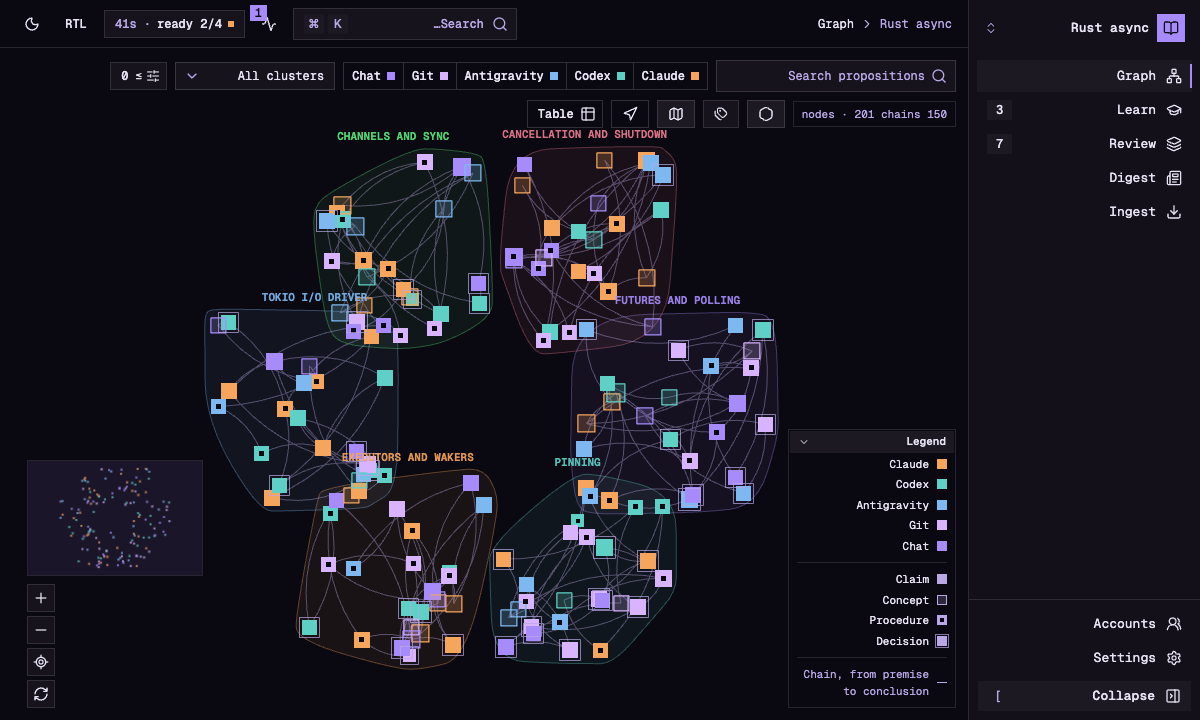 RTL
41s · ready 2/4
1
⌘ K
Search…
Graph > Rust async
Rust async
Graph
3 Learn
7 Review
Digest
Ingest
Accounts
Settings
[ Collapse
0 ≤
All clusters
Chat
Git
Antigravity
Codex
Claude
Search propositions
Table
nodes · 201 chains 150
CHANNELS AND SYNC
CANCELLATION AND SHUTDOWN
TOKIO I/O DRIVER
FUTURES AND POLLING
EXECUTORS AND WAKERS
PINNING
Legend
Claude
Codex
Antigravity
Git
Chat
Claim
Concept
Procedure
Decision
Chain, from premise
to conclusion